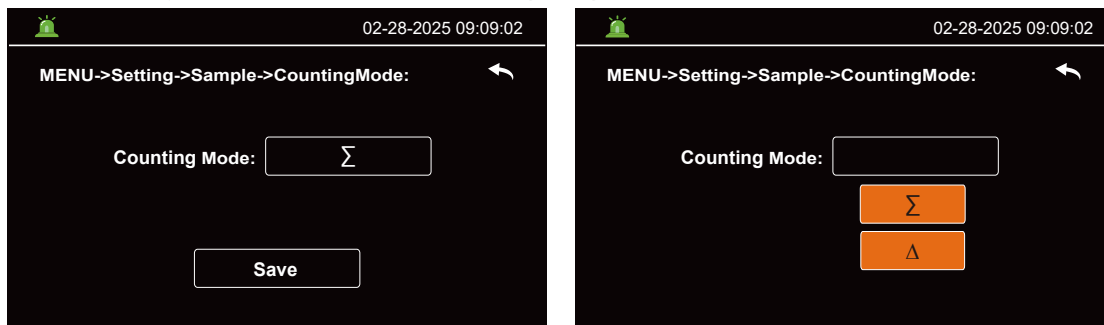 02-28-2025 09:09:02
MENU->Setting->Sample->CountingMode:
Counting Mode: ∑
Save
02-28-2025 09:09:02
MENU->Setting->Sample->CountingMode:
Counting Mode:
∑
Δ